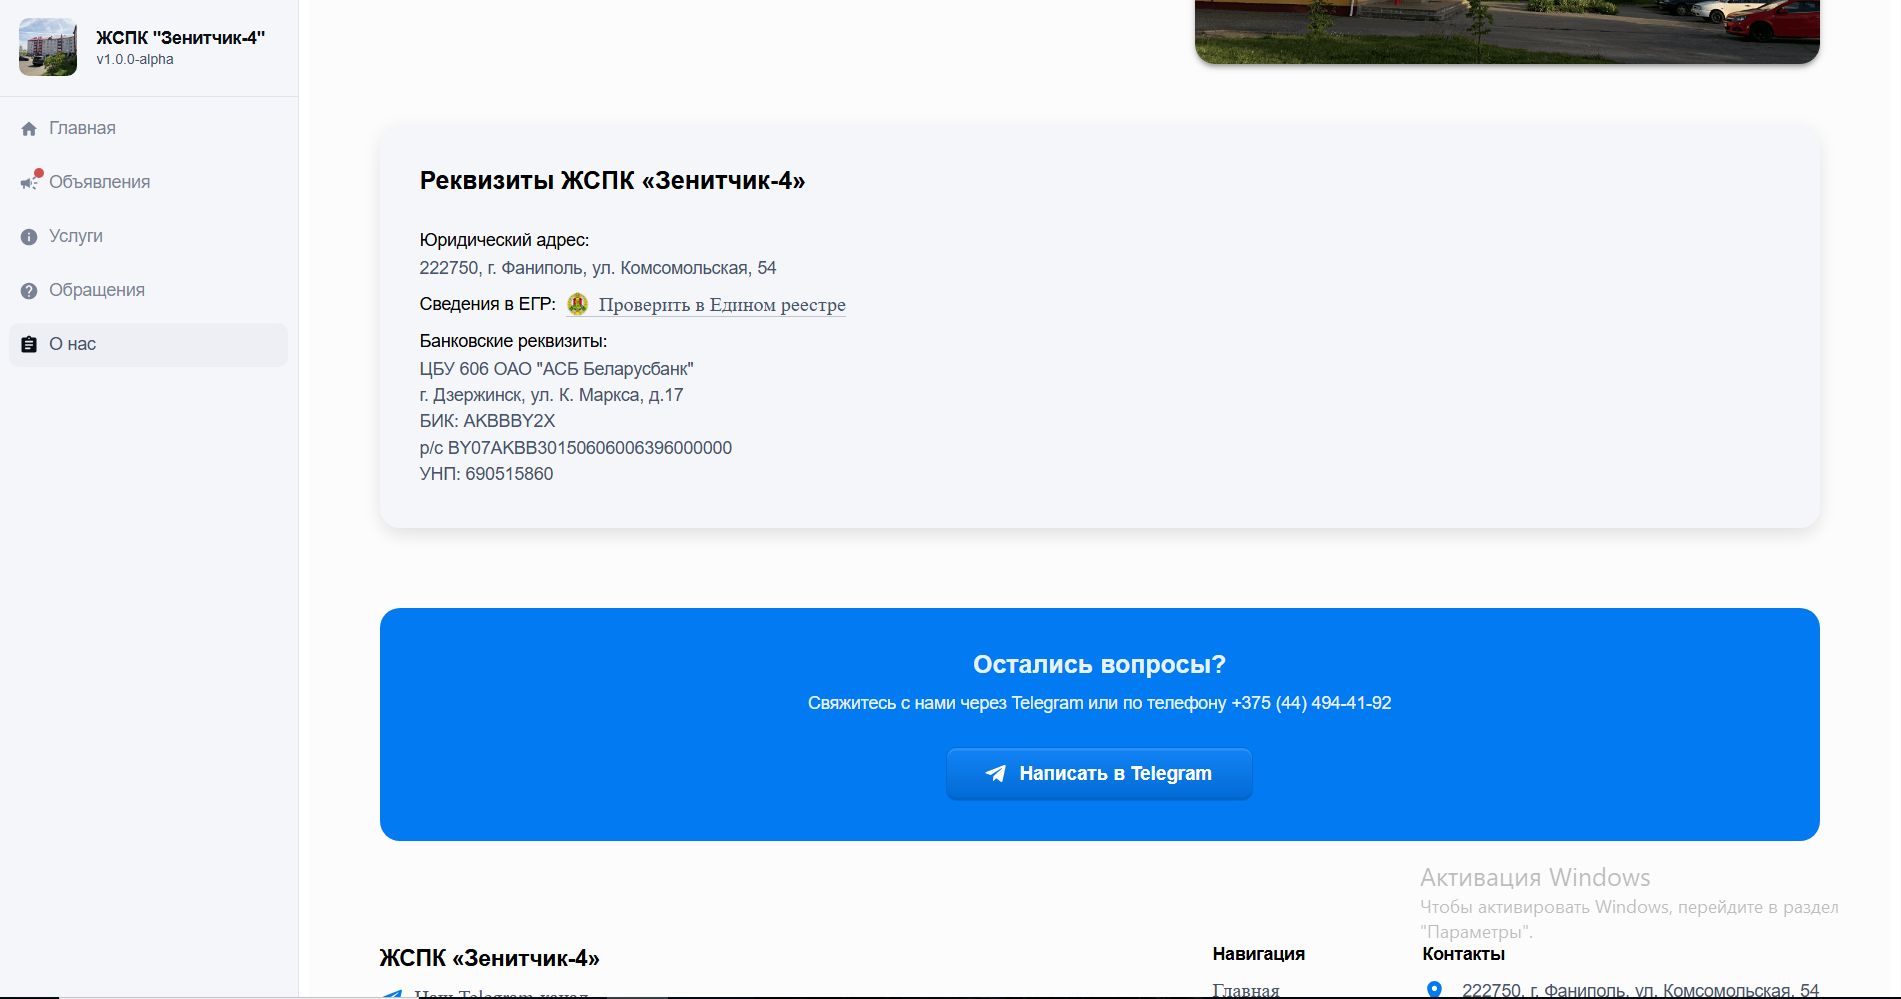 ЖСПК "Зенитчик-4"
v1.0.0-alpha
Главная
Объявления
Услуги
Обращения
О нас
Реквизиты ЖСПК «Зенитчик-4»
Юридический адрес:
222750, г. Фаниполь, ул. Комсомольская, 54
Сведения в ЕГР: Проверить в Едином реестре
Банковские реквизиты:
ЦБУ 606 ОАО "АСБ Беларусбанк"
г. Дзержинск, ул. К. Маркса, д.17
БИК: AKBBBY2X
р/с BY07AKBB30150606006396000000
УНП: 690515860
Остались вопросы?
Свяжитесь с нами через Telegram или по телефону +375 (44) 494-41-92
Написать в Telegram
Активация Windows
Чтобы активировать Windows, перейдите в раздел
"Параметры".
ЖСПК «Зенитчик-4»
Наш Telegram-канал
Навигация
Главная
Контакты
222750, г. Фаниполь, ул. Комсомольская, 54